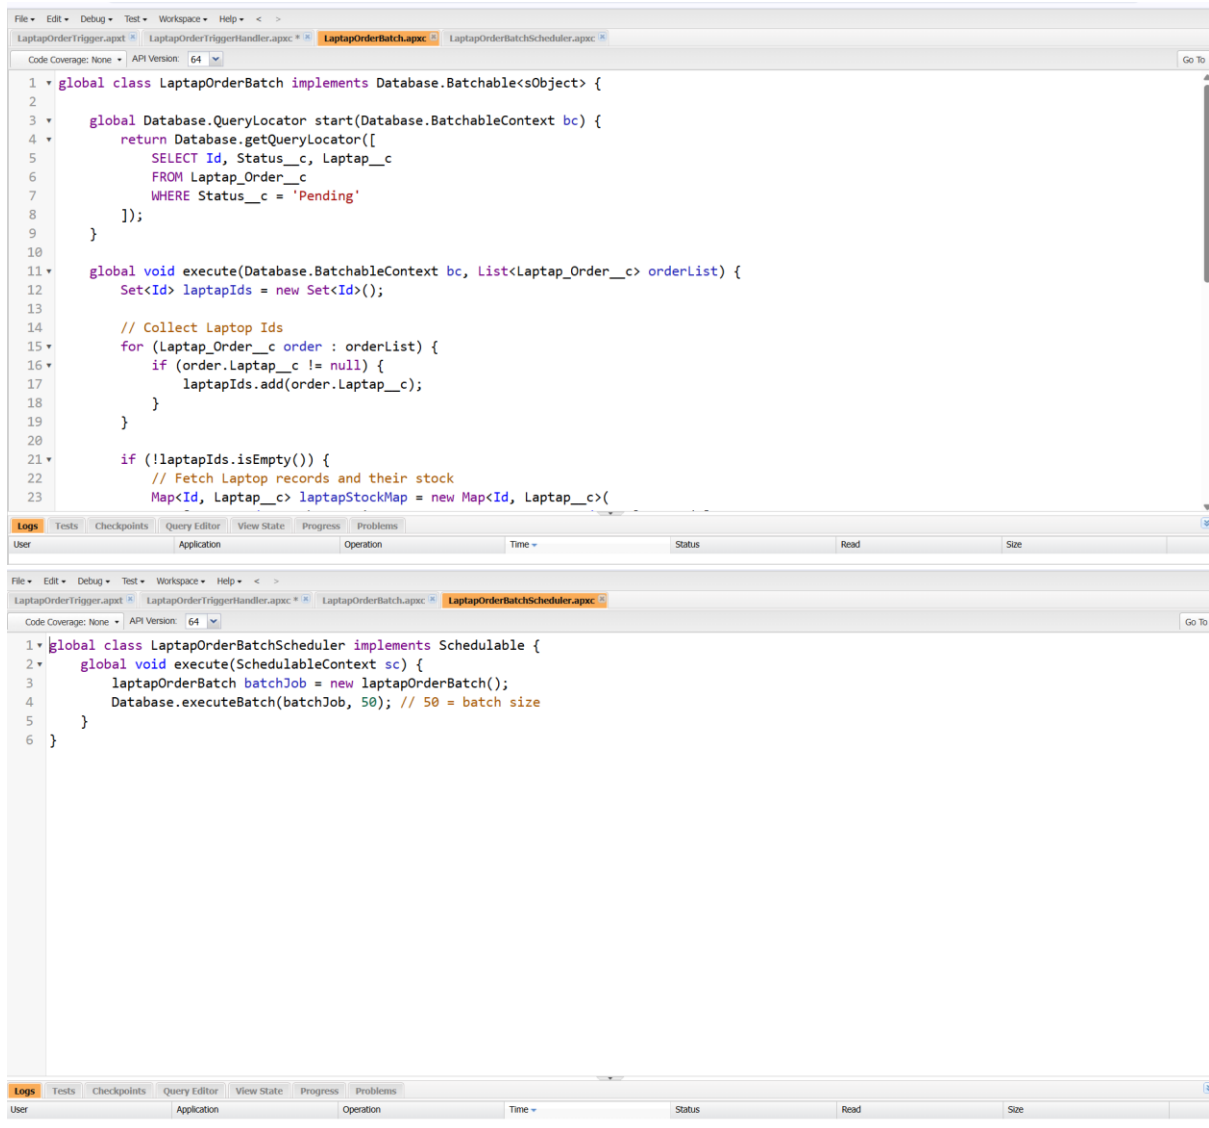 File Edit Debug Test Workspace Help < >
LaptapOrderTrigger.apxt LaptapOrderTriggerHandler.apxc * LaptapOrderBatch.apxc LaptapOrderBatchScheduler.apxc
Code Coverage: None API Version: 64 Go To
1 global class LaptapOrderBatch implements Database.Batchable<sObject> {
2
3 global Database.QueryLocator start(Database.BatchableContext bc) {
4 return Database.getQueryLocator([
5 SELECT Id, Status__c, Laptap__c
6 FROM Laptap_Order__c
7 WHERE Status__c = 'Pending'
8 ]);
9 }
10
11 global void execute(Database.BatchableContext bc, List<Laptap_Order__c> orderList) {
12 Set<Id> laptapIds = new Set<Id>();
13
14 // Collect Laptop Ids
15 for (Laptap_Order__c order : orderList) {
16 if (order.Laptap__c != null) {
17 laptapIds.add(order.Laptap__c);
18 }
19 }
20
21 if (!laptapIds.isEmpty()) {
22 // Fetch Laptop records and their stock
23 Map<Id, Laptap__c> laptapStockMap = new Map<Id, Laptap__c>(
Logs Tests Checkpoints Query Editor View State Progress Problems
User Application Operation Time Status Read Size
File Edit Debug Test Workspace Help < >
LaptapOrderTrigger.apxt LaptapOrderTriggerHandler.apxc * LaptapOrderBatch.apxc LaptapOrderBatchScheduler.apxc
Code Coverage: None API Version: 64 Go To
1 global class LaptapOrderBatchScheduler implements Schedulable {
2 global void execute(SchedulableContext sc) {
3 laptapOrderBatch batchJob = new laptapOrderBatch();
4 Database.executeBatch(batchJob, 50); // 50 = batch size
5 }
6 }
Logs Tests Checkpoints Query Editor View State Progress Problems
User Application Operation Time Status Read Size